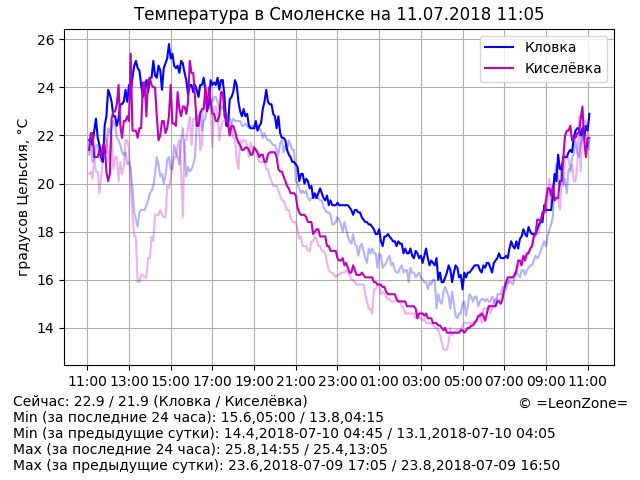 Температура в Смоленске на 11.07.2018 11:05
Кловка
Киселёвка
градусов Цельсия, °C
26
24
22
20
18
16
14
11:00 13:00 15:00 17:00 19:00 21:00 23:00 01:00 03:00 05:00 07:00 09:00 11:00
Сейчас: 22.9 / 21.9 (Кловка / Киселёвка)
© =LeonZone=
Min (за последние 24 часа): 15.6,05:00 / 13.8,04:15
Min (за предыдущие сутки): 14.4,2018-07-10 04:45 / 13.1,2018-07-10 04:05
Max (за последние 24 часа): 25.8,14:55 / 25.4,13:05
Max (за предыдущие сутки): 23.6,2018-07-09 17:05 / 23.8,2018-07-09 16:50